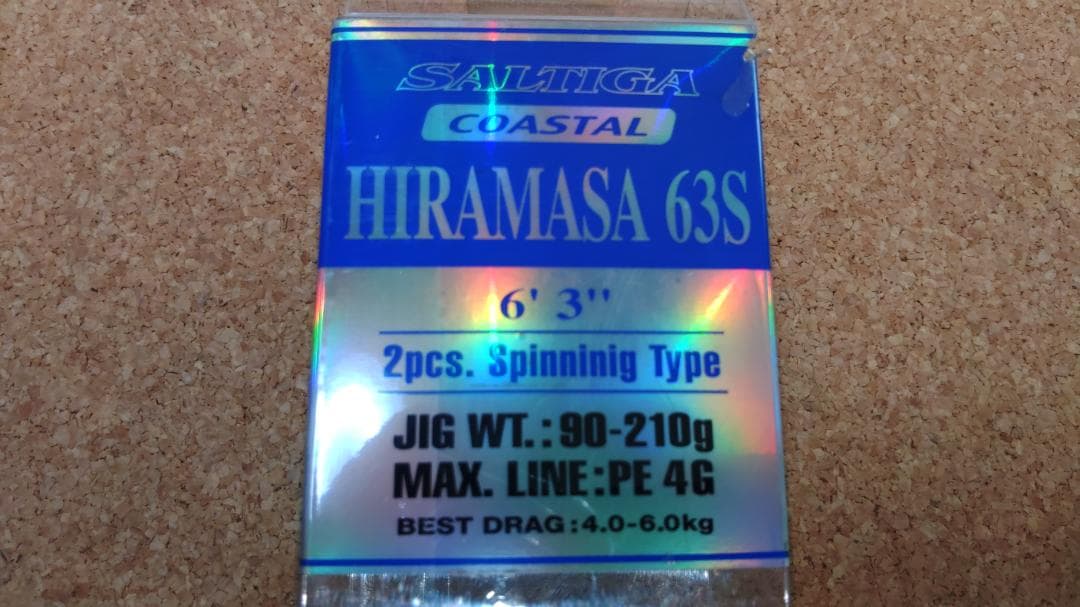 SALTIGA
COASTAL
HIRAMASA 63S
6' 3"
2pcs. Spinninig Type
JIG WT.:90-210g
MAX. LINE:PE 4G
BEST DRAG:4.0-6.0kg